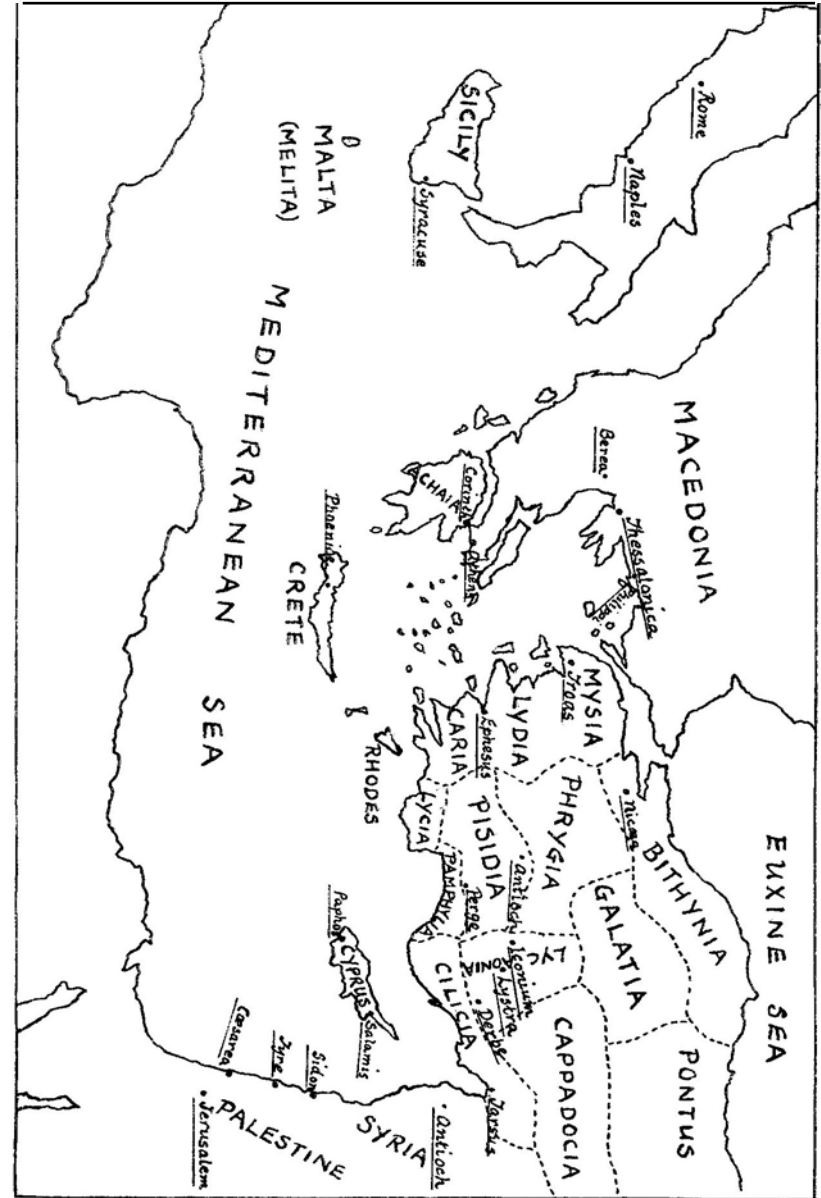 Rome
Naples
SICILY
Syracuse
MALTA
(MELITA)
MEDITERRANEAN SEA
MACEDONIA
Berea
Thessalonica
Philippi
ACHAIA
Corinth
Athens
Phoenice
CRETE
EUXINE SEA
MYSIA
Troas
LYDIA
Ephesus
CARIA
RHODES
LYCIA
PISIDIA
PHRYGIA
Nicaea
BITHYNIA
GALATIA
PONTUS
Antioch
Perge
PAMPHYLIA
Iconium
Lystra
Derbe
CILICIA
CAPPADOCIA
Tarsus
Paphos
CYPRUS
Salamis
Sidon
Tyre
Caesarea
Jerusalem
PALESTINE
SYRIA
Antioch